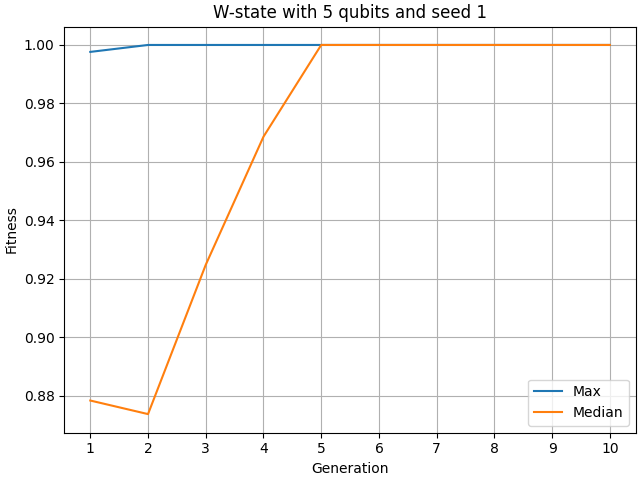 W-state with 5 qubits and seed 1
Fitness
1.00
0.98
0.96
0.94
0.92
0.90
0.88
Max
Median
1 2 3 4 5 6 7 8 9 10
Generation